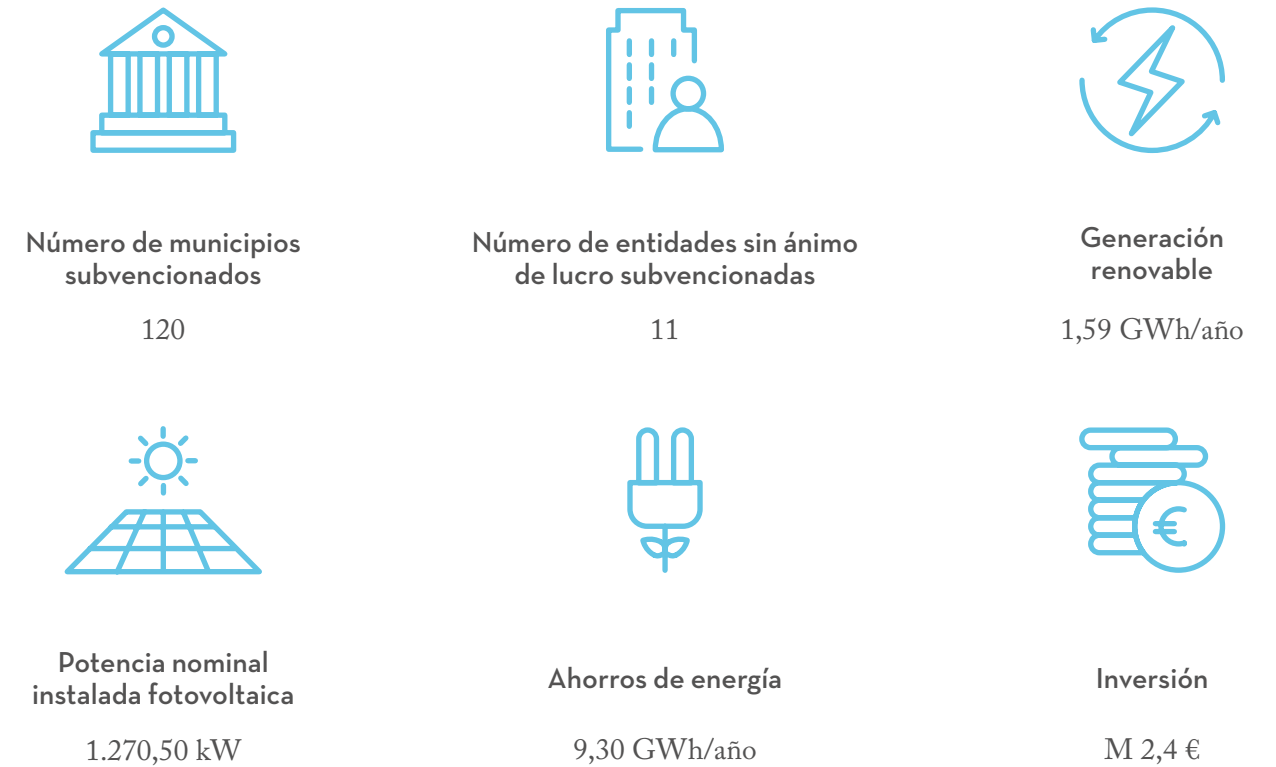 Número de municipios
subvencionados
120
Número de entidades sin ánimo
de lucro subvencionadas
11
Generación
renovable
1,59 GWh/año
Potencia nominal
instalada fotovoltaica
1.270,50 kW
Ahorros de energía
9,30 GWh/año
Inversión
M 2,4 €